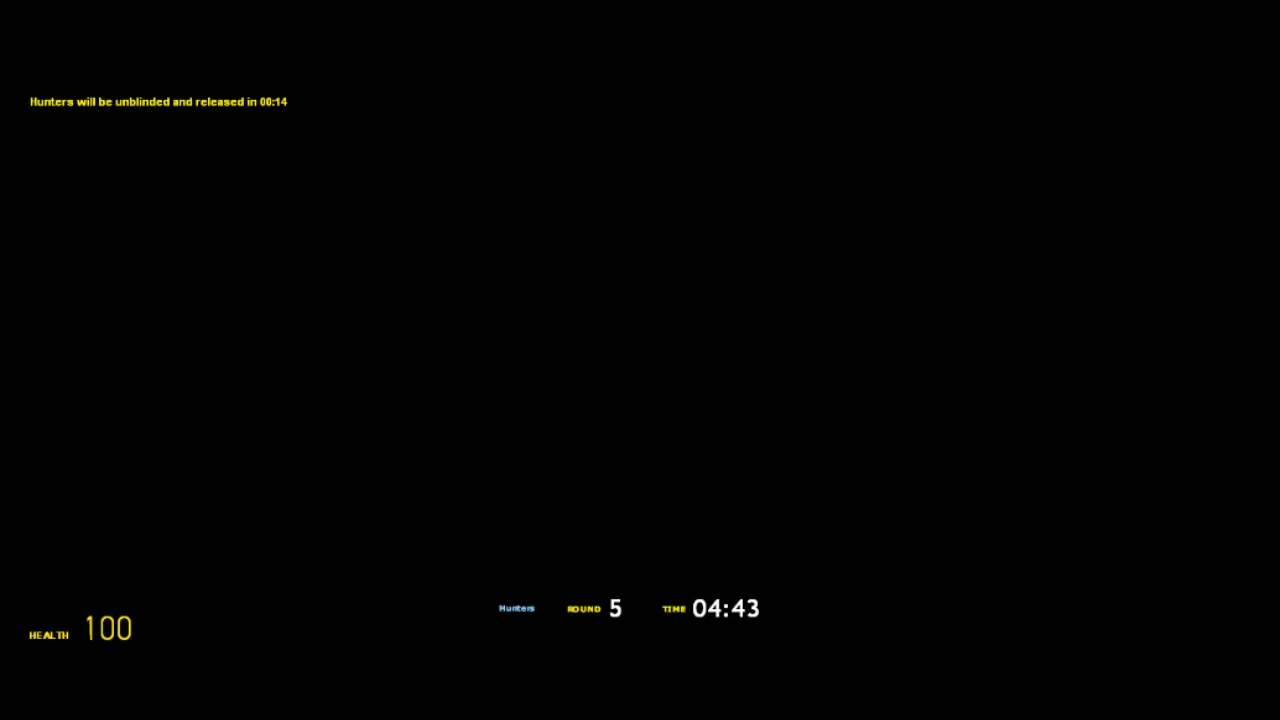 Hunters will be unblinded and released in 00:14
Hunters ROUND 5 TIME 04:43
HEALTH 100